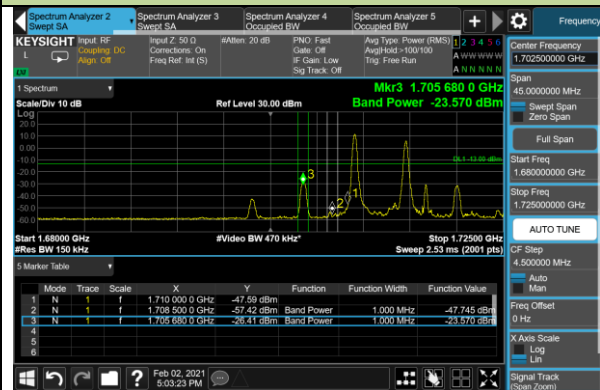 Spectrum Analyzer 2
Swept SA
Spectrum Analyzer 3
Swept SA
Spectrum Analyzer 4
Occupied BW
Spectrum Analyzer 5
Occupied BW
+
Frequency
KEYSIGHT
L
Input: RF
Coupling: DC
Align: Off
Input Z: 50 Ω
Corrections: On
Freq Ref: Int (S)
#Atten: 20 dB
PNO: Fast
Gate: Off
IF Gain: Low
Sig Track: Off
Avg Type: Power (RMS)
Avg|Hold >100/100
Trig: Free Run
1 2 3 4 5 6
A W W W W W
A N N N N N
1 Spectrum
Scale/Div 10 dB
Ref Level 30.00 dBm
Mkr3 1.705 680 0 GHz
Band Power -23.570 dBm
Log
20.0
10.0
0.00
-10.0
-20.0
-30.0
-40.0
-50.0
-60.0
DL1 -13.00 dBm
3
2
1
Start 1.68000 GHz
#Video BW 470 kHz*
Stop 1.72500 GHz
#Res BW 150 kHz
Sweep 2.53 ms (2001 pts)
5 Marker Table
Mode Trace Scale X Y Function Function Width Function Value
1 N 1 f 1.710 000 0 GHz -47.59 dBm
2 N 1 f 1.708 500 0 GHz -57.42 dBm Band Power 1.000 MHz -47.745 dBm
3 N 1 f 1.705 680 0 GHz -26.41 dBm Band Power 1.000 MHz -23.570 dBm
4
5
6
Feb 02, 2021
5:03:23 PM
?
Center Frequency
1.702500000 GHz
Span
45.0000000 MHz
Swept Span
Zero Span
Full Span
Start Freq
1.680000000 GHz
Stop Freq
1.725000000 GHz
AUTO TUNE
CF Step
4.500000 MHz
Auto
Man
Freq Offset
0 Hz
X Axis Scale
Log
Lin
Signal Track
(Span Zoom)